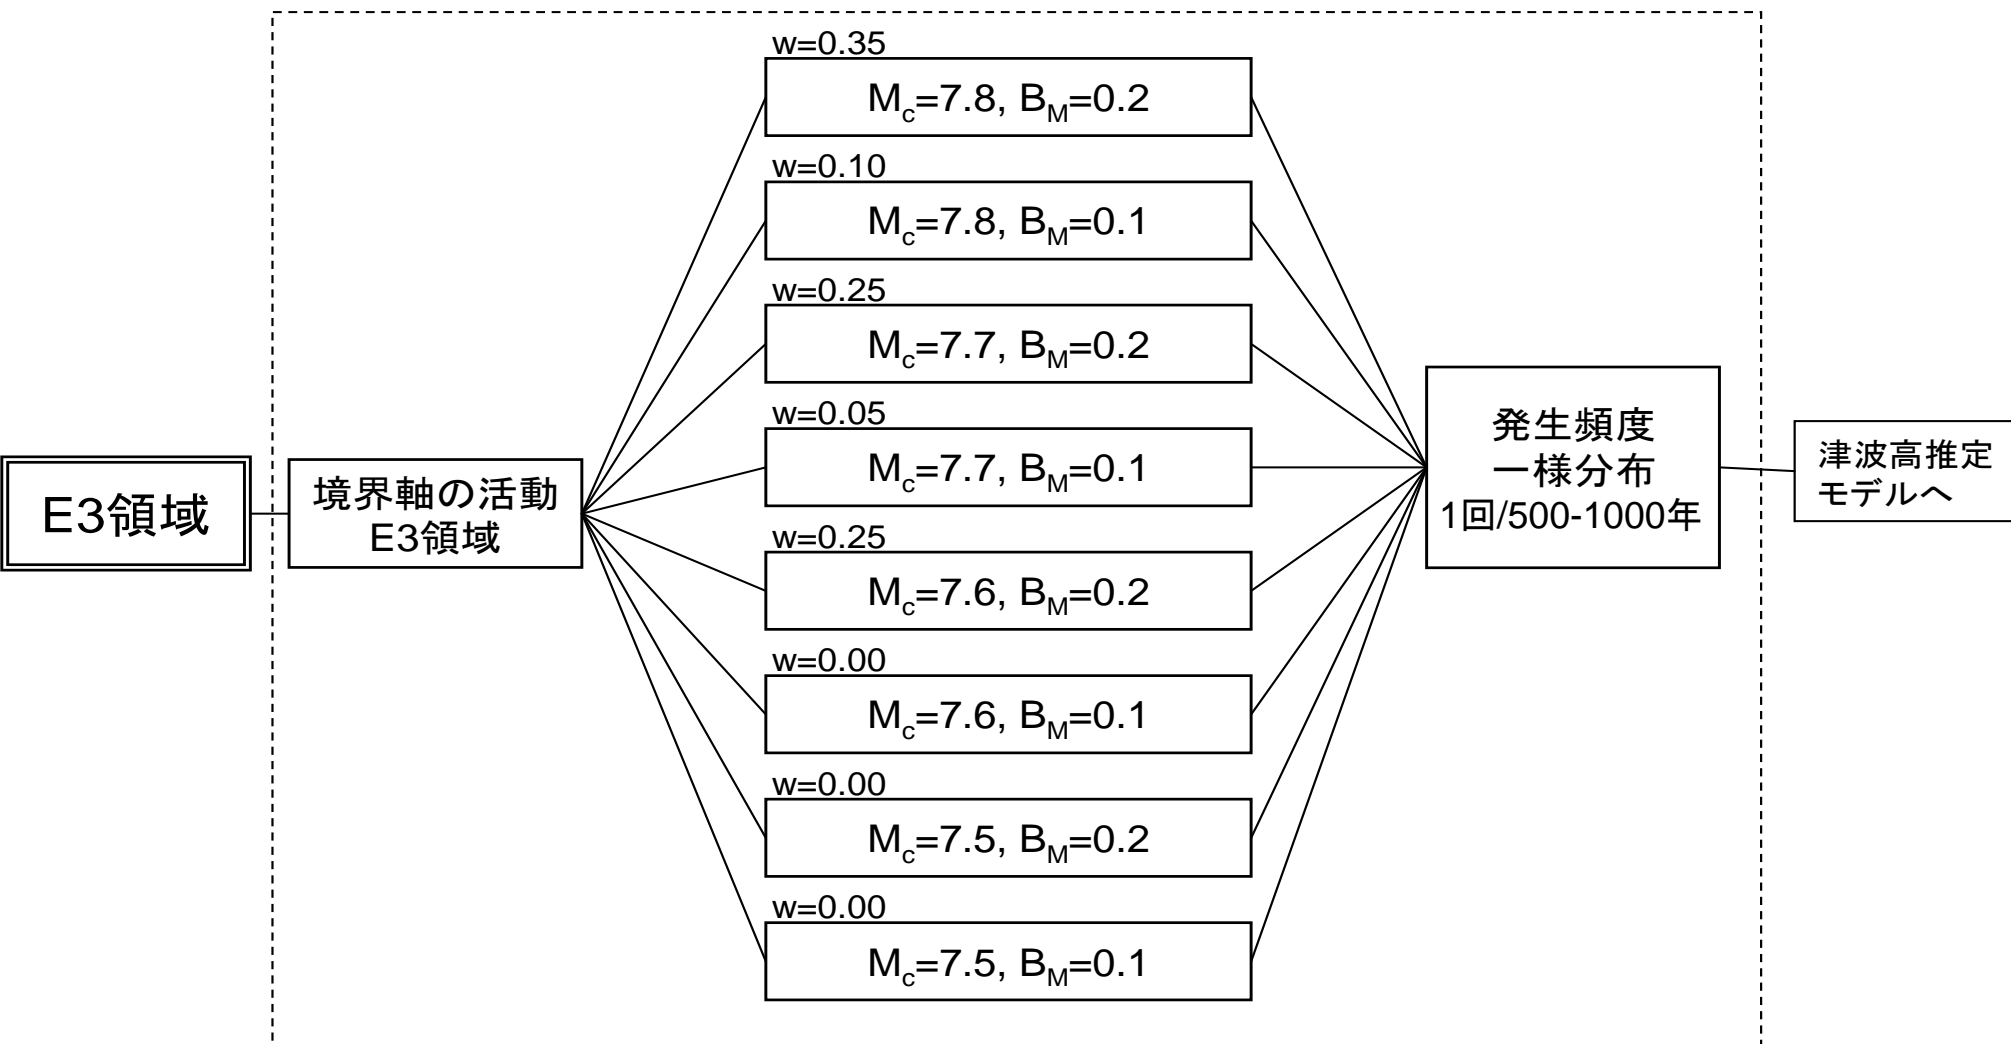 E3領域
境界軸の活動
E3領域
w=0.35
Mc=7.8, BM=0.2
w=0.10
Mc=7.8, BM=0.1
w=0.25
Mc=7.7, BM=0.2
w=0.05
Mc=7.7, BM=0.1
w=0.25
Mc=7.6, BM=0.2
w=0.00
Mc=7.6, BM=0.1
w=0.00
Mc=7.5, BM=0.2
w=0.00
Mc=7.5, BM=0.1
発生頻度
一様分布
1回/500-1000年
津波高推定
モデルへ